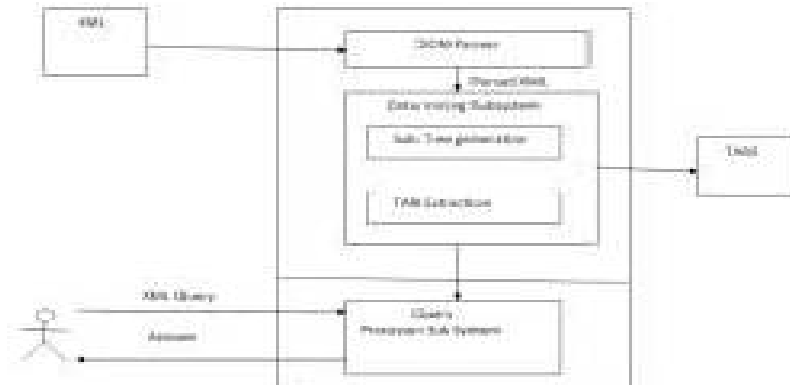 XML
DOM Parser
Parsed XML
Data mining Subsystem
Sub-Tree generation
TAR Extraction
XML Query
Query
Processor Sub System
Answer